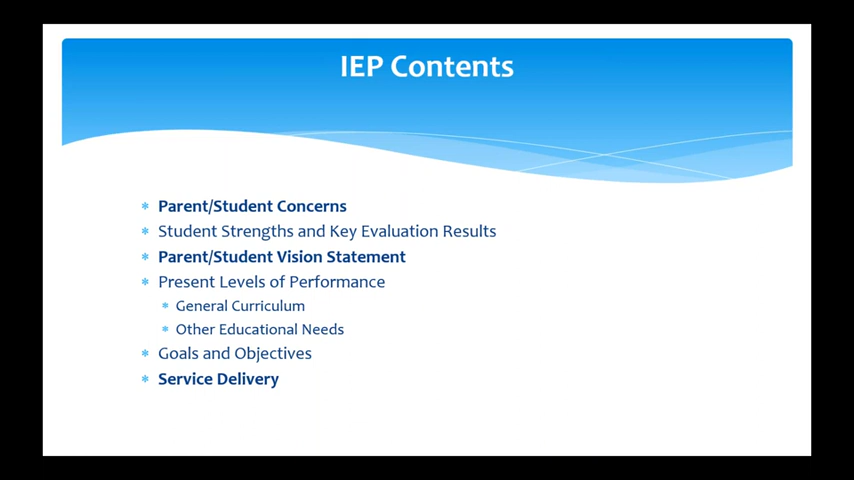 IEP Contents
Parent/Student Concerns
Student Strengths and Key Evaluation Results
Parent/Student Vision Statement
Present Levels of Performance
General Curriculum
Other Educational Needs
Goals and Objectives
Service Delivery